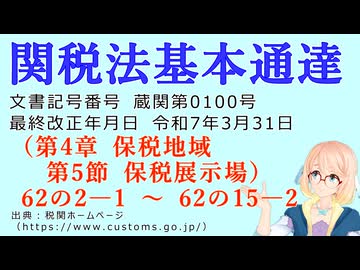 関税法基本通達
文書記号番号 蔵関第0100号
最終改正年月日 令和7年3月31日
(第4章 保税地域
第5節 保税展示場)
62の2―1 ～ 62の15―2
出典:税関ホームページ
(https://www.customs.go.jp/)